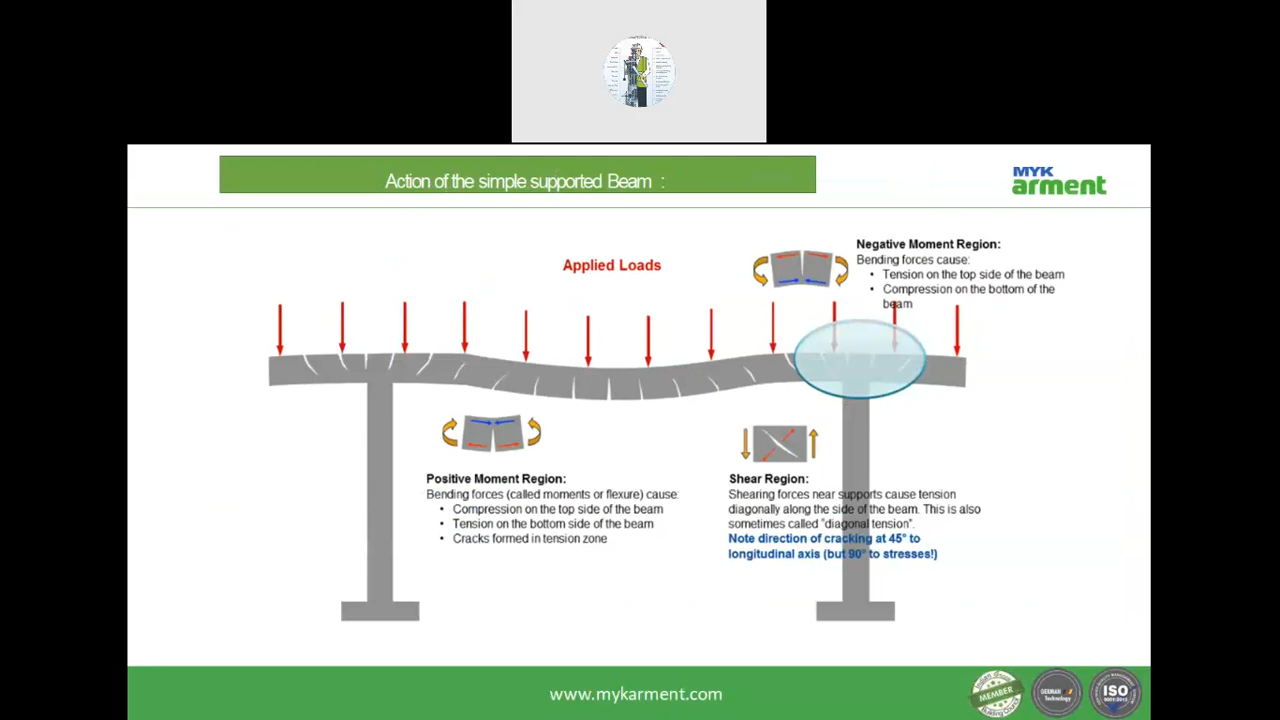 Action of the simple supported Beam :
MYK
arment
Applied Loads
Negative Moment Region:
Bending forces cause:
• Tension on the top side of the beam
• Compression on the bottom of the
beam
Positive Moment Region:
Bending forces (called moments or flexure) cause:
• Compression on the top side of the beam
• Tension on the bottom side of the beam
• Cracks formed in tension zone
Shear Region:
Shearing forces near supports cause tension
diagonally along the side of the beam. This is also
sometimes called "diagonal tension".
Note direction of cracking at 45° to
longitudinal axis (but 90° to stresses!)
www.mykarment.com
MEMBER
GERMAN
Technology
ISO